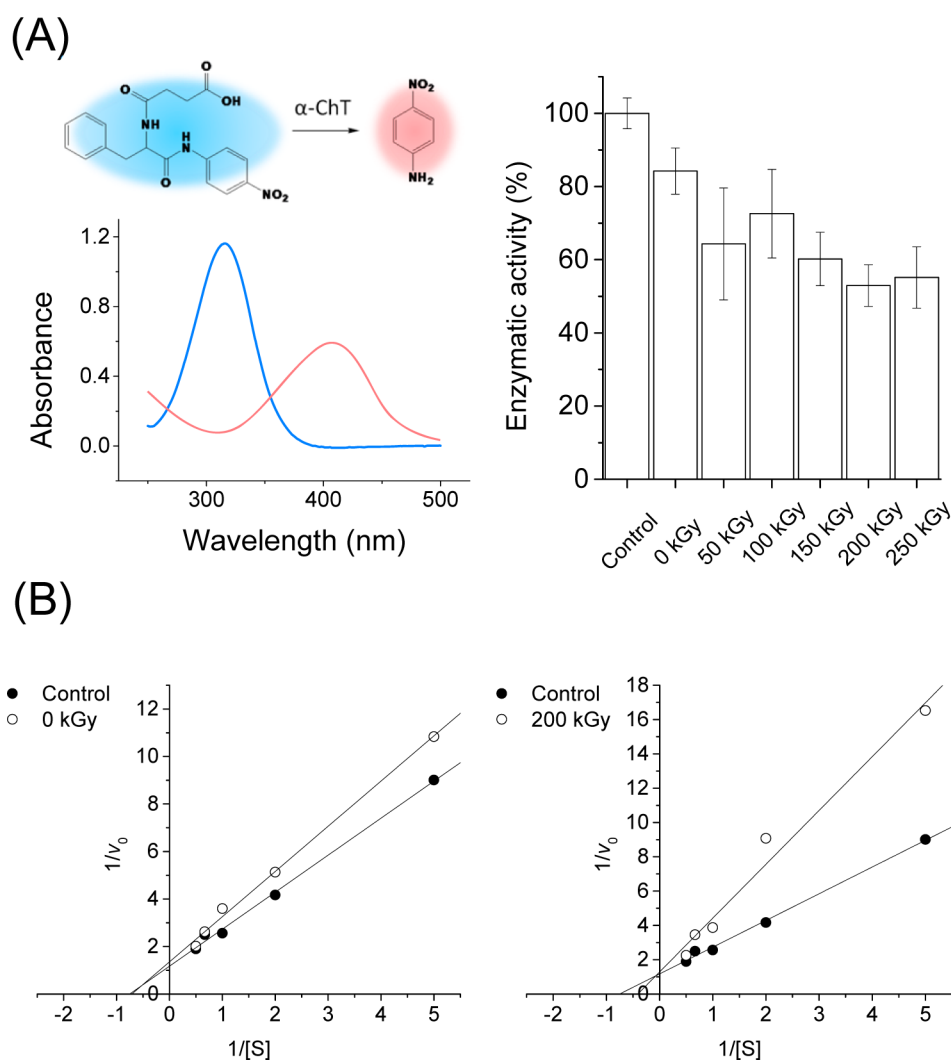 (A)
O
O
OH
NH
H
N
O
NO2
α-ChT
NO2
NH2
1.2
0.8
0.4
0.0
Absorbance
300
400
500
Wavelength (nm)
100
80
60
40
20
0
Enzymatic activity (%)
Control
0 kGy
50 kGy
100 kGy
150 kGy
200 kGy
250 kGy
(B)
Control
0 kGy
12
10
8
6
4
2
0
1/v0
-2
-1
0
1
2
3
4
5
1/[S]
Control
200 kGy
18
16
14
12
10
8
6
4
2
0
1/v0
-2
-1
0
1
2
3
4
5
1/[S]